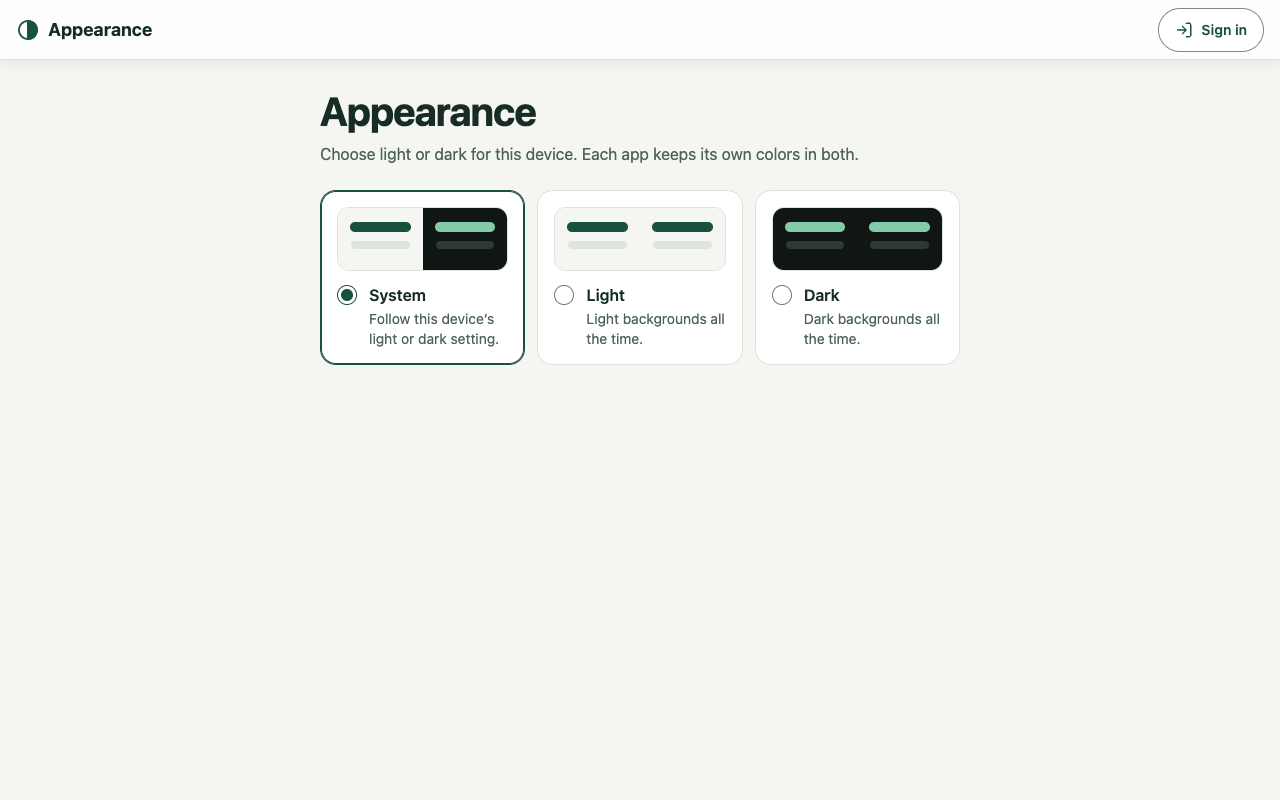 Appearance
Sign in
Appearance
Choose light or dark for this device. Each app keeps its own colors in both.
System
Follow this device’s
light or dark setting.
Light
Light backgrounds all
the time.
Dark
Dark backgrounds all
the time.